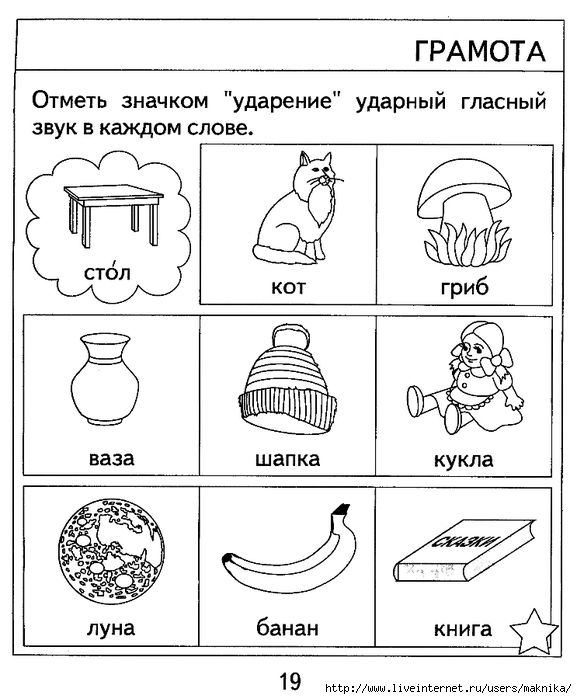 ГРАМОТА
Отметь значком "ударение" ударный гласный
звук в каждом слове.
сто́л
кот
гриб
ваза
шапка
кукла
СКАЗКИ
луна
банан
книга
19
http://www.liveinternet.ru/users/maknika/